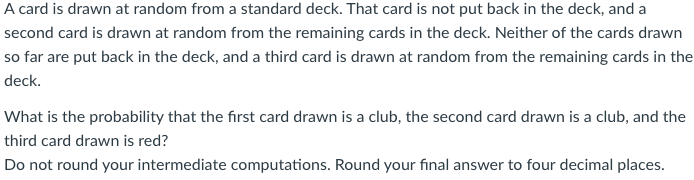 A card is drawn at random from a standard deck. That card is not put back in the deck, and a
second card is drawn at random from the remaining cards in the deck. Neither of the cards drawn
so far are put back in the deck, and a third card is drawn at random from the remaining cards in the
deck.
What is the probability that the first card drawn is a club, the second card drawn is a club, and the
third card drawn is red?
Do not round your intermediate computations. Round your final answer to four decimal places.